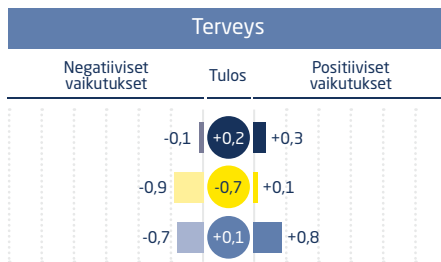 Terveys
Negatiiviset
vaikutukset
Tulos
Positiiviset
vaikutukset
-0,1 +0,2 +0,3
-0,9 -0,7 +0,1
-0,7 +0,1 +0,8